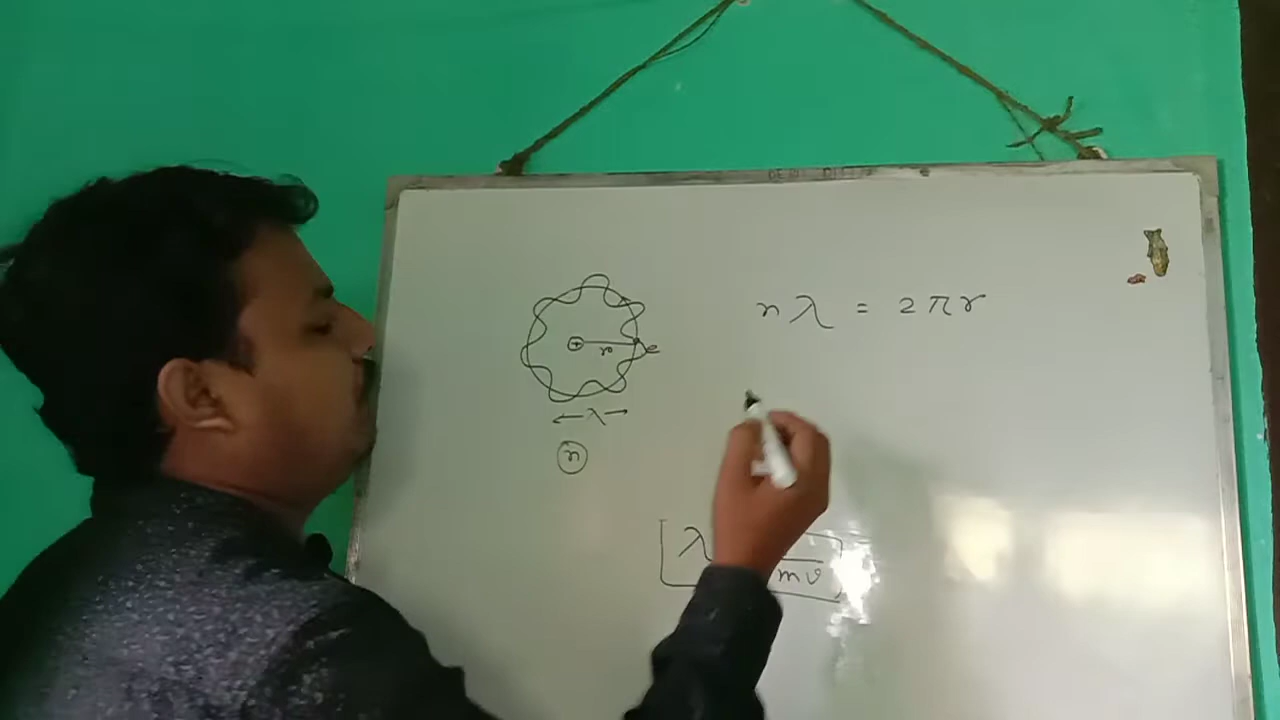 nλ = 2πr
+ r e
← λ →
n
λ
mv